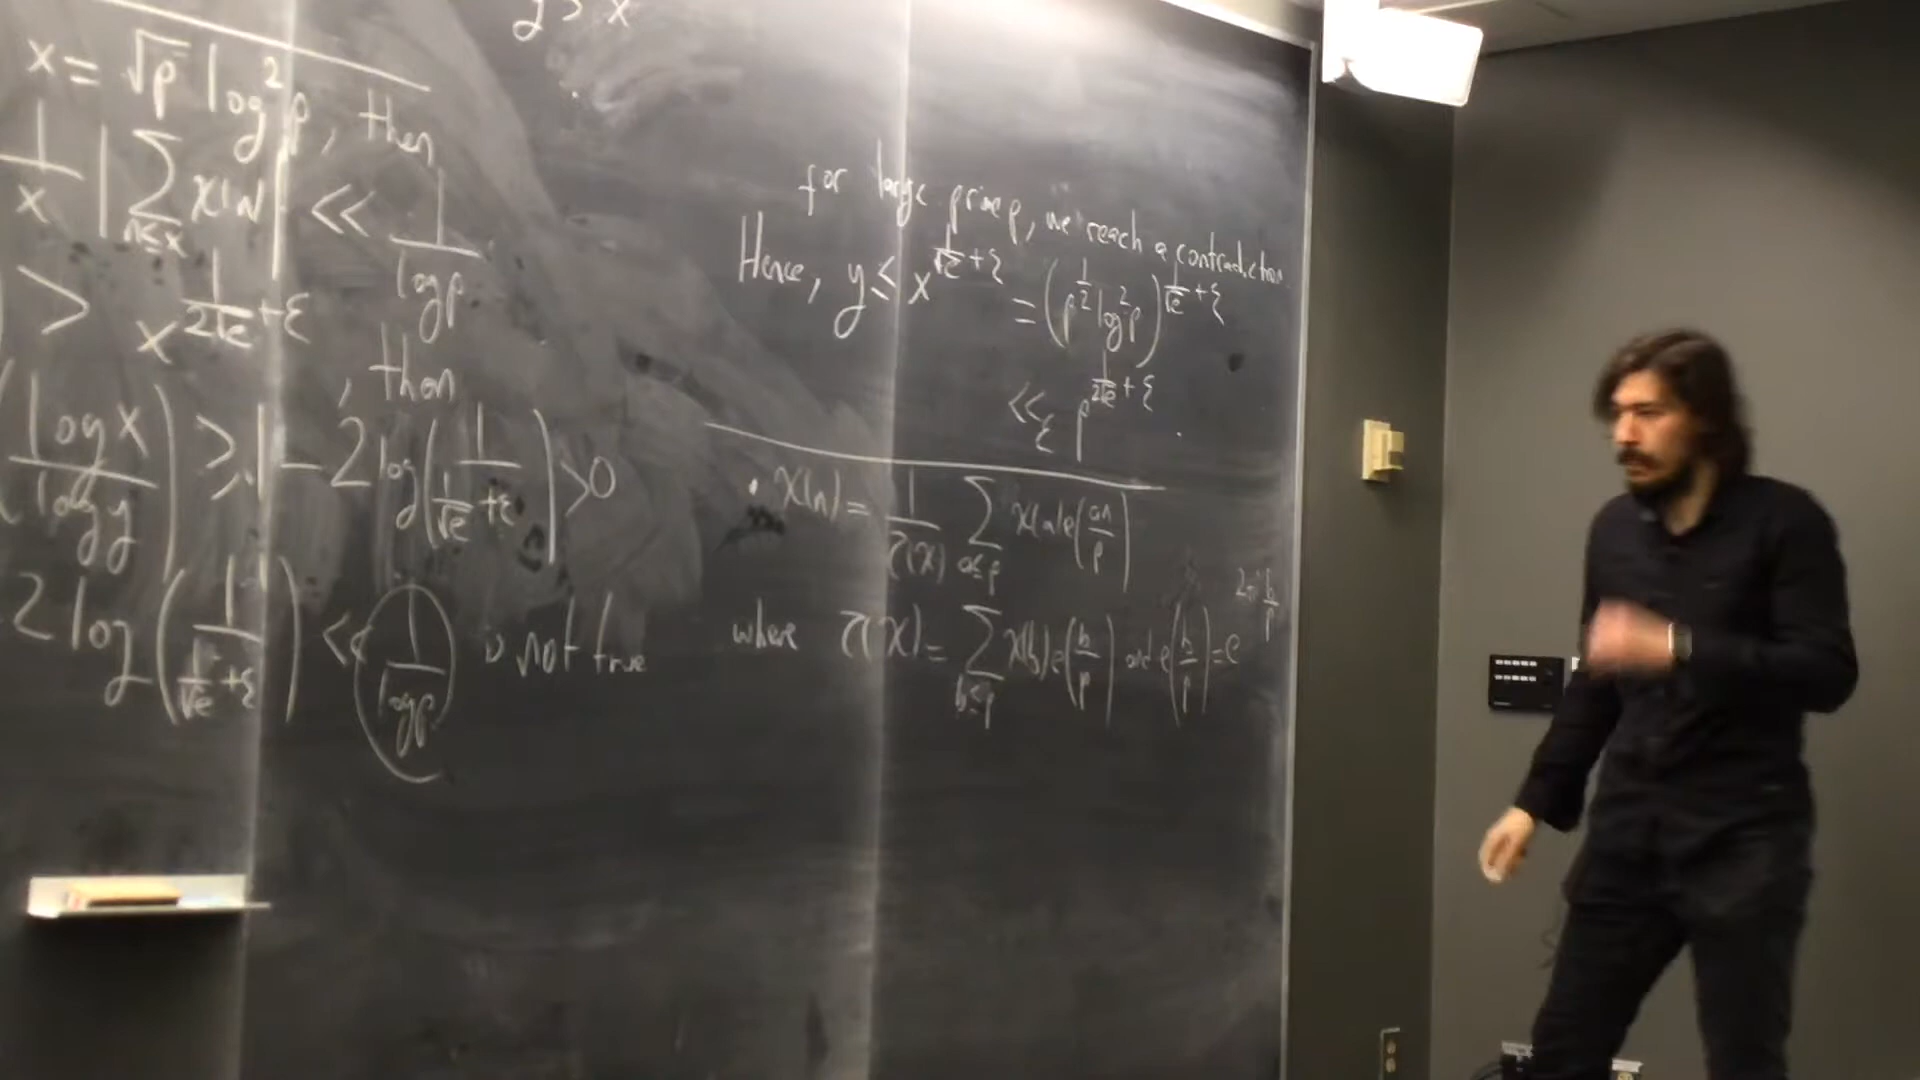 y > x
x = √p log²p, then
1/x |∑_{n≤x} χ(n)| << 1/log p
> x^{1/(2√e)+ε}, then
(log x/log y) ≥ 1 - 2 log(1/(1/√e+ε)) > 0
2 log(1/(1/√e+ε)) << 1/log p is not true
for large prime p, we reach a contradiction.
Hence, y ≤ x^{1/√e+ε}
= (p^{1/2} log²p)^{1/√e+ε}
<<_ε p^{1/(2√e)+ε}.
· χ(n) = 1/τ(χ) ∑_{a≤p} χ(a)e(an/p)
where τ(χ) = ∑_{b≤p} χ(b)e(b/p) and e(b/p) = e^{2πi b/p}